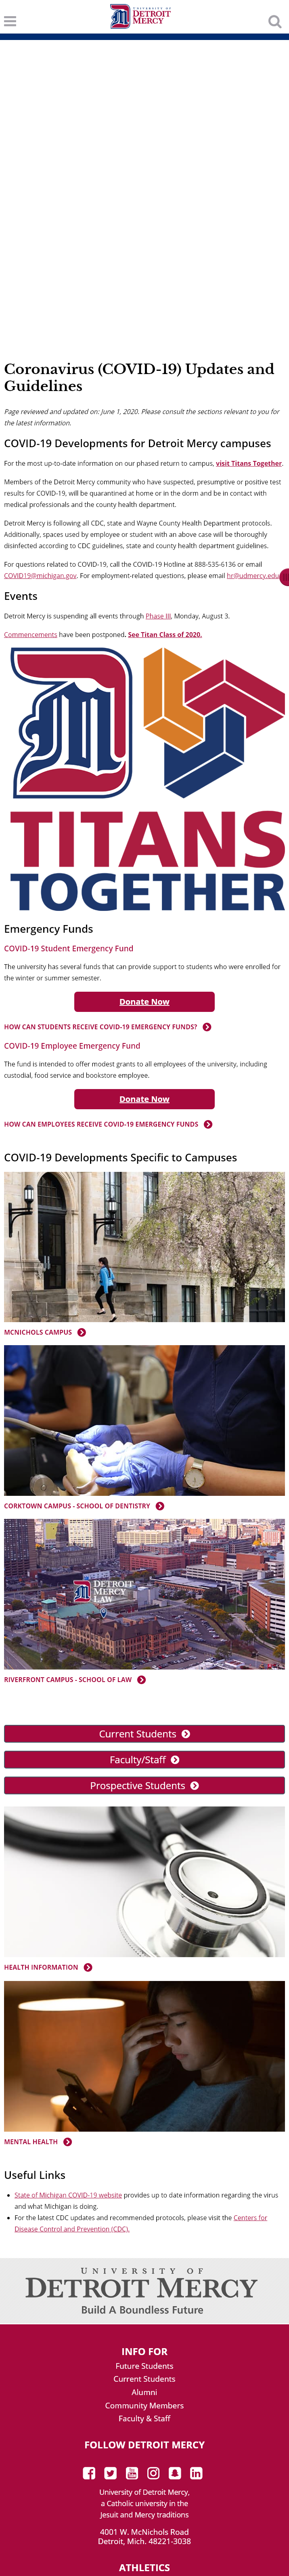 UNIVERSITY OF
DETROIT
MERCY
Coronavirus (COVID-19) Updates and
Guidelines
Page reviewed and updated on: June 1, 2020. Please consult the sections relevant to you for
the latest information.
COVID-19 Developments for Detroit Mercy campuses
For the most up-to-date information on our phased return to campus, visit Titans Together.
Members of the Detroit Mercy community who have suspected, presumptive or positive test
results for COVID-19, will be quarantined at home or in the dorm and be in contact with
medical professionals and the county health department.
Detroit Mercy is following all CDC, state and Wayne County Health Department protocols.
Additionally, spaces used by employee or student with an above case will be thoroughly
disinfected according to CDC guidelines, state and county health department guidelines.
For questions related to COVID-19, call the COVID-19 Hotline at 888-535-6136 or email
COVID19@michigan.gov. For employment-related questions, please email hr@udmercy.edu.
Events
Detroit Mercy is suspending all events through Phase III, Monday, August 3.
Commencements have been postponed. See Titan Class of 2020.
TITANS
TOGETHER
Emergency Funds
COVID-19 Student Emergency Fund
The university has several funds that can provide support to students who were enrolled for
the winter or summer semester.
Donate Now
HOW CAN STUDENTS RECEIVE COVID-19 EMERGENCY FUNDS?
COVID-19 Employee Emergency Fund
The fund is intended to offer modest grants to all employees of the university, including
custodial, food service and bookstore employee.
Donate Now
HOW CAN EMPLOYEES RECEIVE COVID-19 EMERGENCY FUNDS
COVID-19 Developments Specific to Campuses
MCNICHOLS CAMPUS
CORKTOWN CAMPUS - SCHOOL OF DENTISTRY
DETROIT
MERCY
LAW
RIVERFRONT CAMPUS - SCHOOL OF LAW
Current Students
Faculty/Staff
Prospective Students
HEALTH INFORMATION
MENTAL HEALTH
Useful Links
State of Michigan COVID-19 website provides up to date information regarding the virus
and what Michigan is doing.
For the latest CDC updates and recommended protocols, please visit the Centers for
Disease Control and Prevention (CDC).
UNIVERSITY OF
DETROIT MERCY
Build A Boundless Future
INFO FOR
Future Students
Current Students
Alumni
Community Members
Faculty & Staff
FOLLOW DETROIT MERCY
University of Detroit Mercy,
a Catholic university in the
Jesuit and Mercy traditions
4001 W. McNichols Road
Detroit, Mich. 48221-3038
ATHLETICS